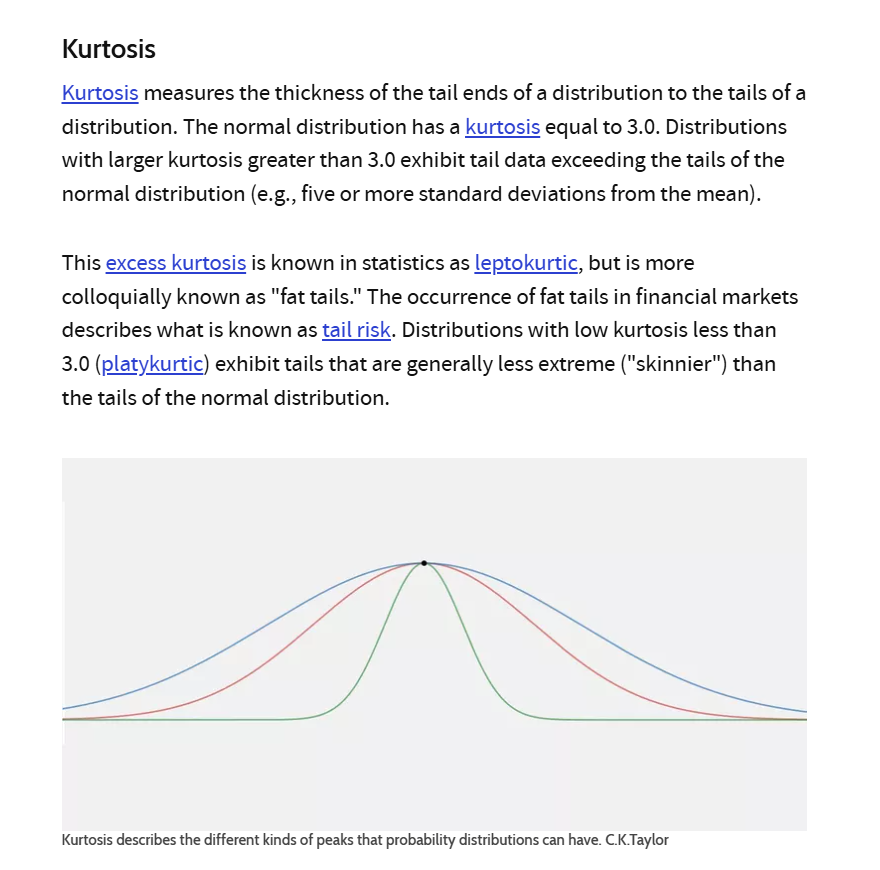 Kurtosis
Kurtosis measures the thickness of the tail ends of a distribution to the tails of a
distribution. The normal distribution has a kurtosis equal to 3.0. Distributions
with larger kurtosis greater than 3.0 exhibit tail data exceeding the tails of the
normal distribution (e.g., five or more standard deviations from the mean).
This excess kurtosis is known in statistics as leptokurtic, but is more
colloquially known as "fat tails." The occurrence of fat tails in financial markets
describes what is known as tail risk. Distributions with low kurtosis less than
3.0 (platykurtic) exhibit tails that are generally less extreme ("skinnier") than
the tails of the normal distribution.
Kurtosis describes the different kinds of peaks that probability distributions can have. C.K.Taylor